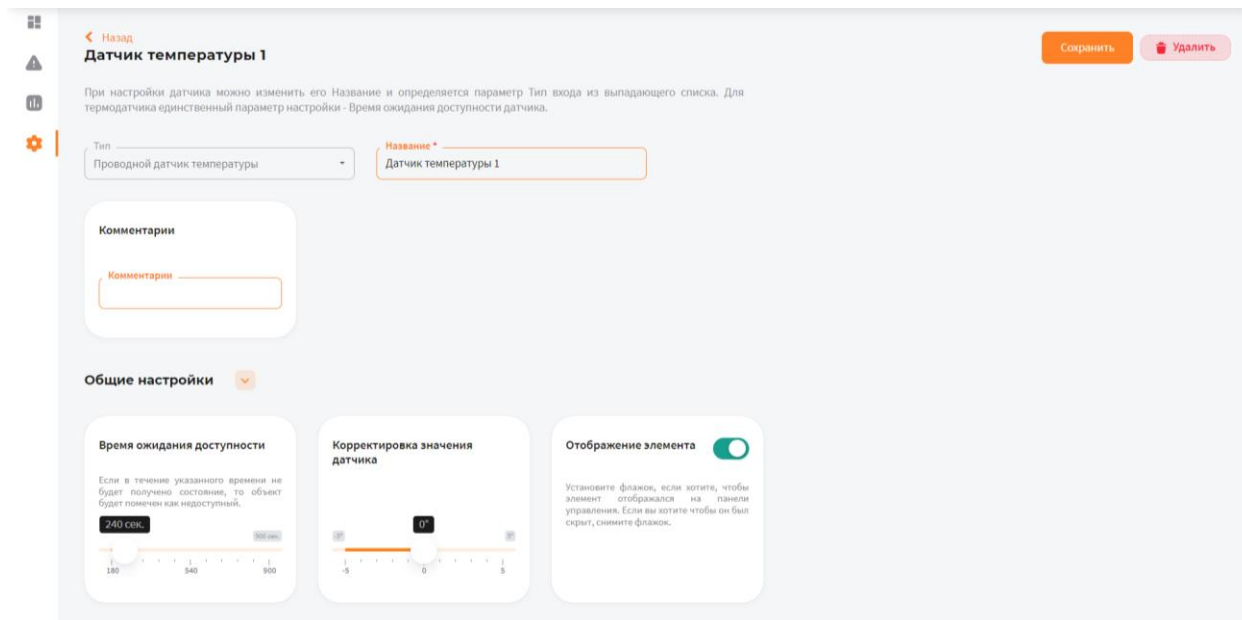 Назад
Датчик температуры 1
Сохранить
Удалить
При настройки датчика можно изменить его Название и определяется параметр Тип входа из выпадающего списка. Для
термодатчика единственный параметр настройки - Время ожидания доступности датчика.
Тип
Проводной датчик температуры
Название *
Датчик температуры 1
Комментарии
Комментарии
Общие настройки
Время ожидания доступности
Если в течение указанного времени не
будет получено состояние, то объект
будет помечен как недоступный.
240 сек.
900 сек.
180 540 900
Корректировка значения
датчика
0°
-5 0 5
Отображение элемента
Установите флажок, если хотите, чтобы
элемент отображался на панели
управления. Если вы хотите чтобы он был
скрыт, снимите флажок.